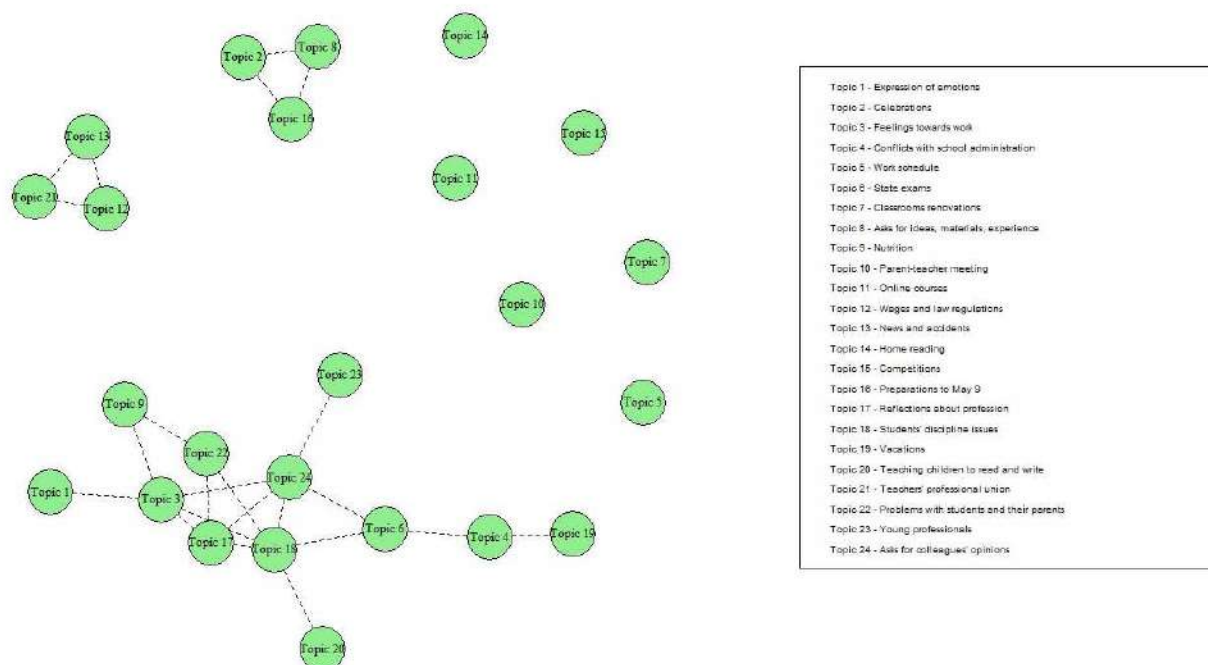 Topic 14
Topic 8
Topic 2
Topic 16
Topic 13
Topic 15
Topic 11
Topic 21
Topic 12
Topic 7
Topic 10
Topic 23
Topic 9
Topic 5
Topic 22
Topic 24
Topic 1
Topic 3
Topic 6
Topic 4
Topic 19
Topic 17
Topic 18
Topic 20
Topic 1 - Expression of emotions
Topic 2 - Celebrations
Topic 3 - Feelings towards work
Topic 4 - Conflicts with school administration
Topic 5 - Work schedule
Topic 6 - State exams
Topic 7 - Classrooms renovations
Topic 8 - Asks for ideas, materials, experience
Topic 9 - Nutrition
Topic 10 - Parent-teacher meeting
Topic 11 - Online courses
Topic 12 - Wages and law regulations
Topic 13 - News and accidents
Topic 14 - Home reading
Topic 15 - Competitions
Topic 16 - Preparations to May 9
Topic 17 - Reflections about profession
Topic 18 - Students' discipline issues
Topic 19 - Vacations
Topic 20 - Teaching children to read and write
Topic 21 - Teachers' professional union
Topic 22 - Problems with students and their parents
Topic 23 - Young professionals
Topic 24 - Asks for colleagues' opinions